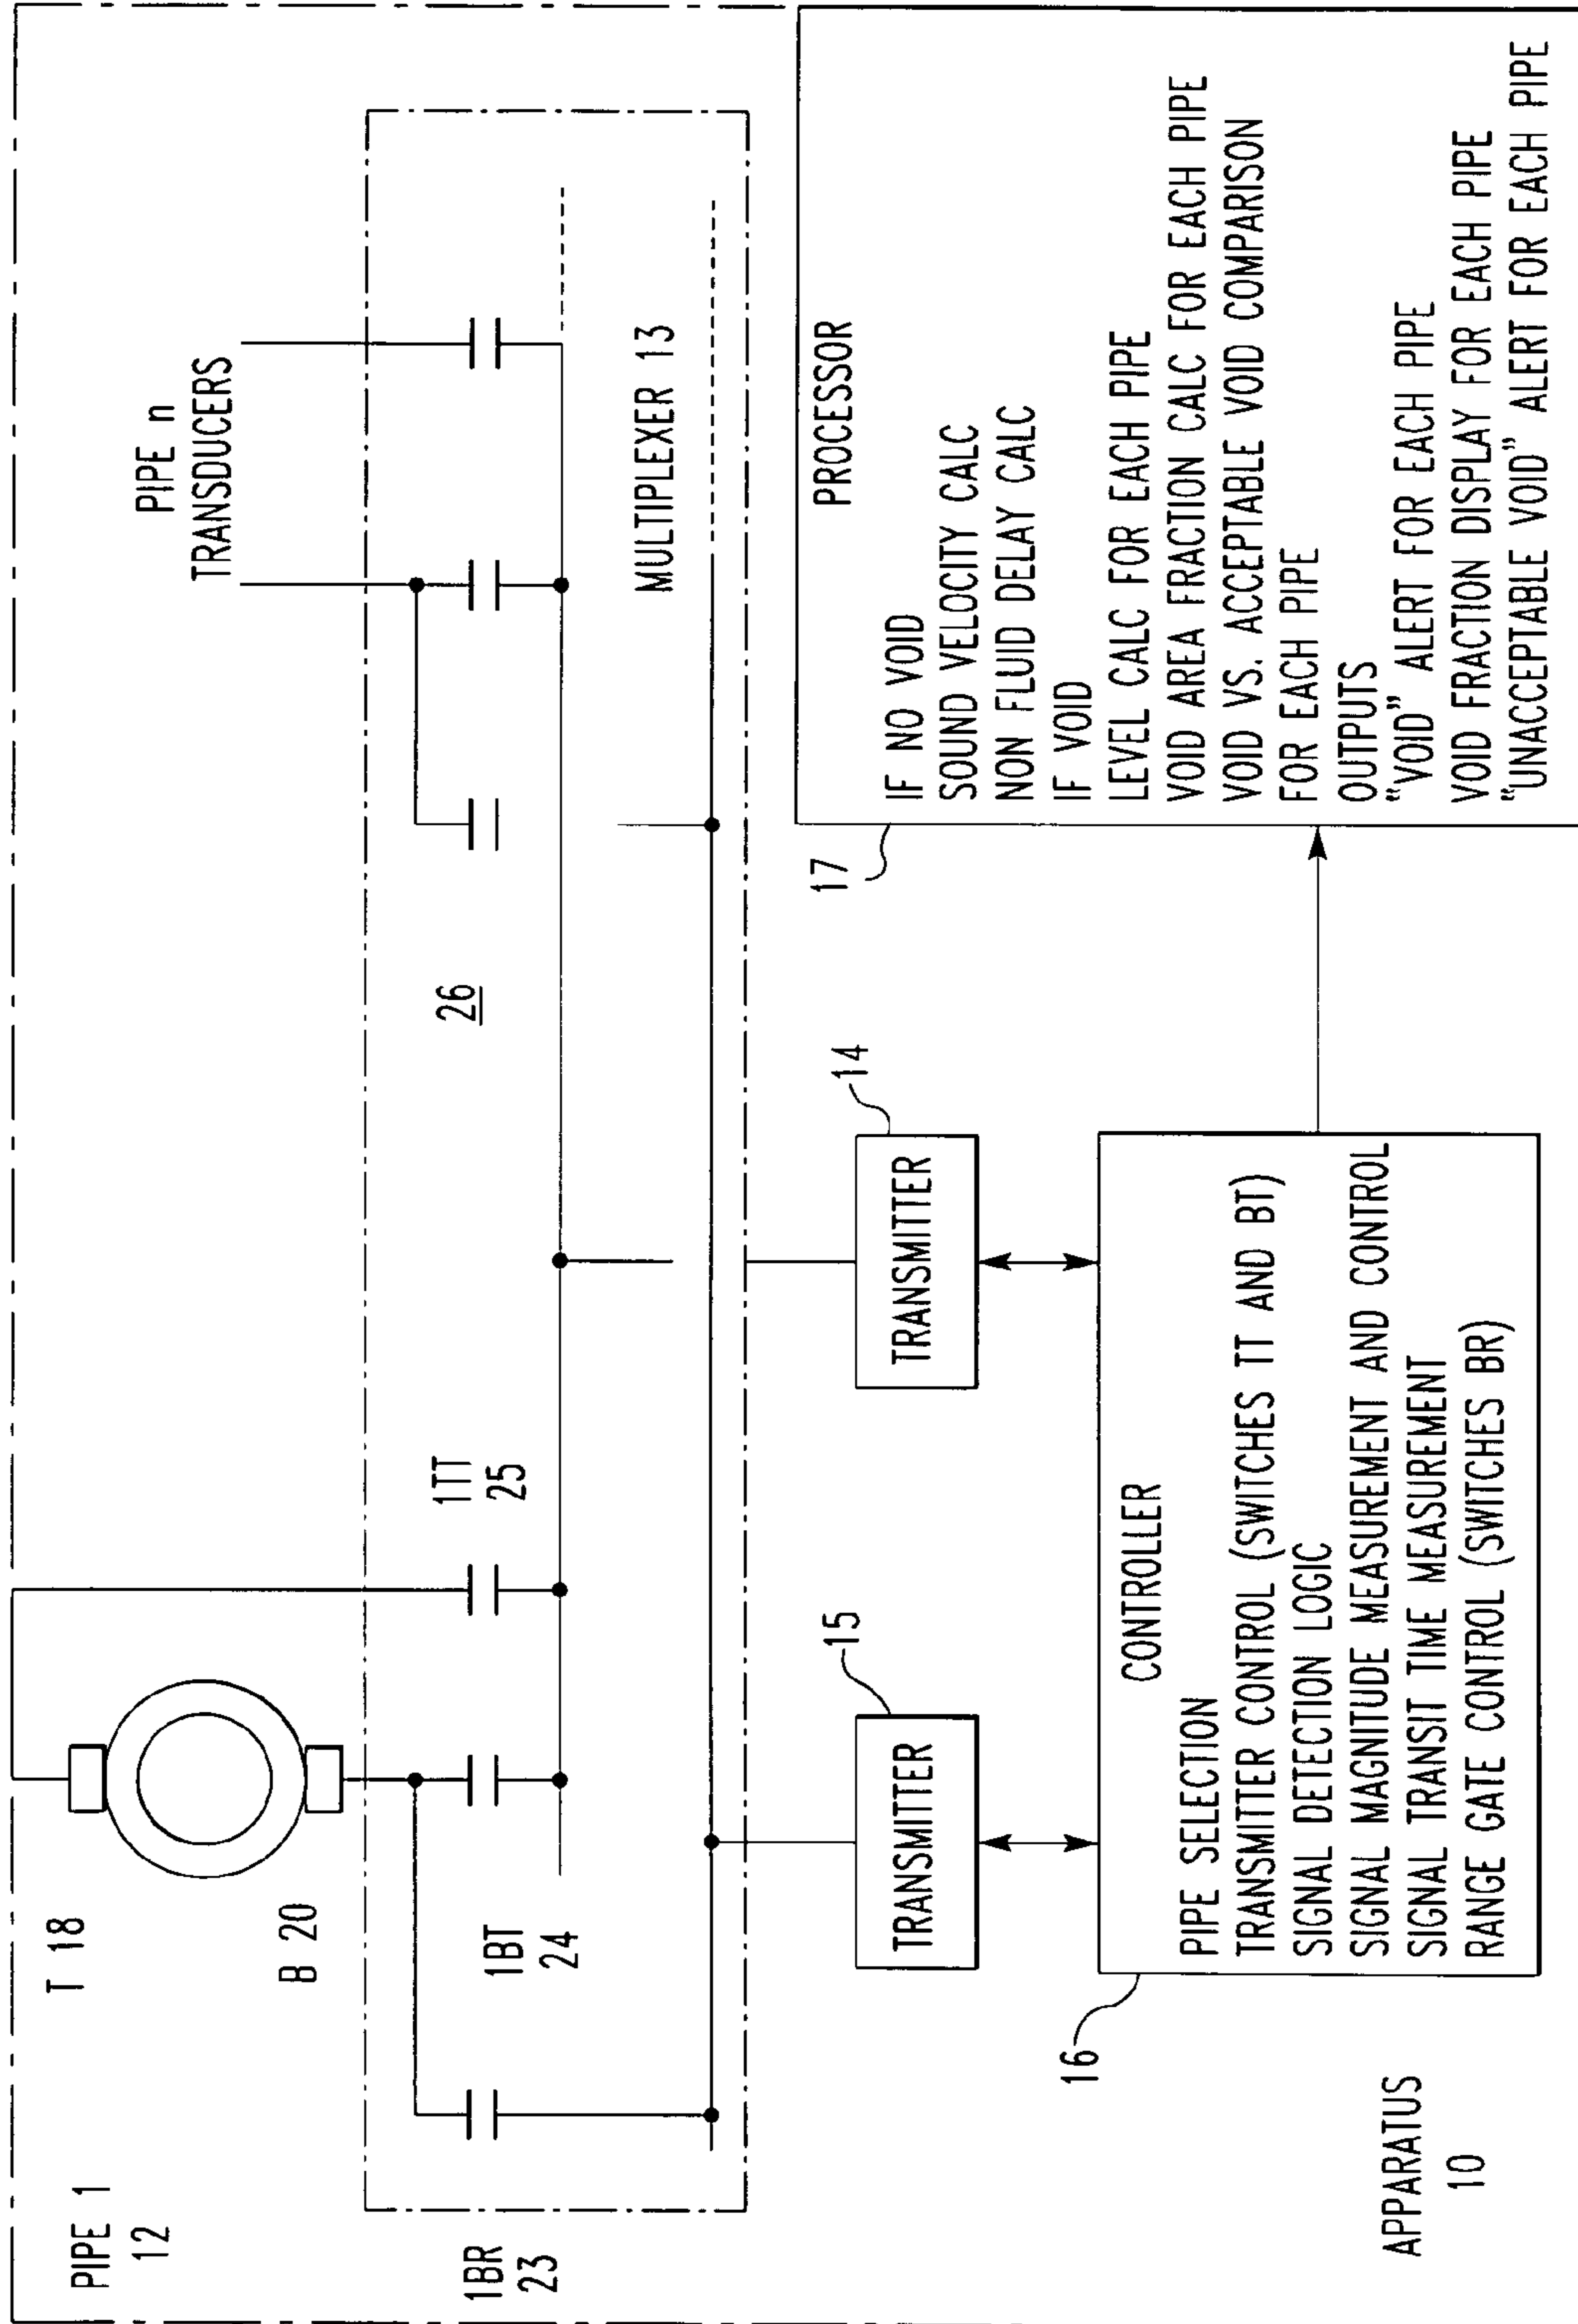 PIPE 1
12
T 18
B 20
PIPE n
TRANSDUCERS
1BR
23
1BT
24
1TT
25
26
MULTIPLEXER 13
15
TRANSMITTER
14
TRANSMITTER
16
CONTROLLER
PIPE SELECTION
TRANSMITTER CONTROL (SWITCHES TT AND BT)
SIGNAL DETECTION LOGIC
SIGNAL MAGNITUDE MEASUREMENT AND CONTROL
SIGNAL TRANSIT TIME MEASUREMENT
RANGE GATE CONTROL (SWITCHES BR)
17
PROCESSOR
IF NO VOID
SOUND VELOCITY CALC
NON FLUID DELAY CALC
IF VOID
LEVEL CALC FOR EACH PIPE
VOID AREA FRACTION CALC FOR EACH PIPE
VOID VS. ACCEPTABLE VOID COMPARISON
FOR EACH PIPE
OUTPUTS
"VOID" ALERT FOR EACH PIPE
VOID FRACTION DISPLAY FOR EACH PIPE
"UNACCEPTABLE VOID" ALERT FOR EACH PIPE
APPARATUS
10